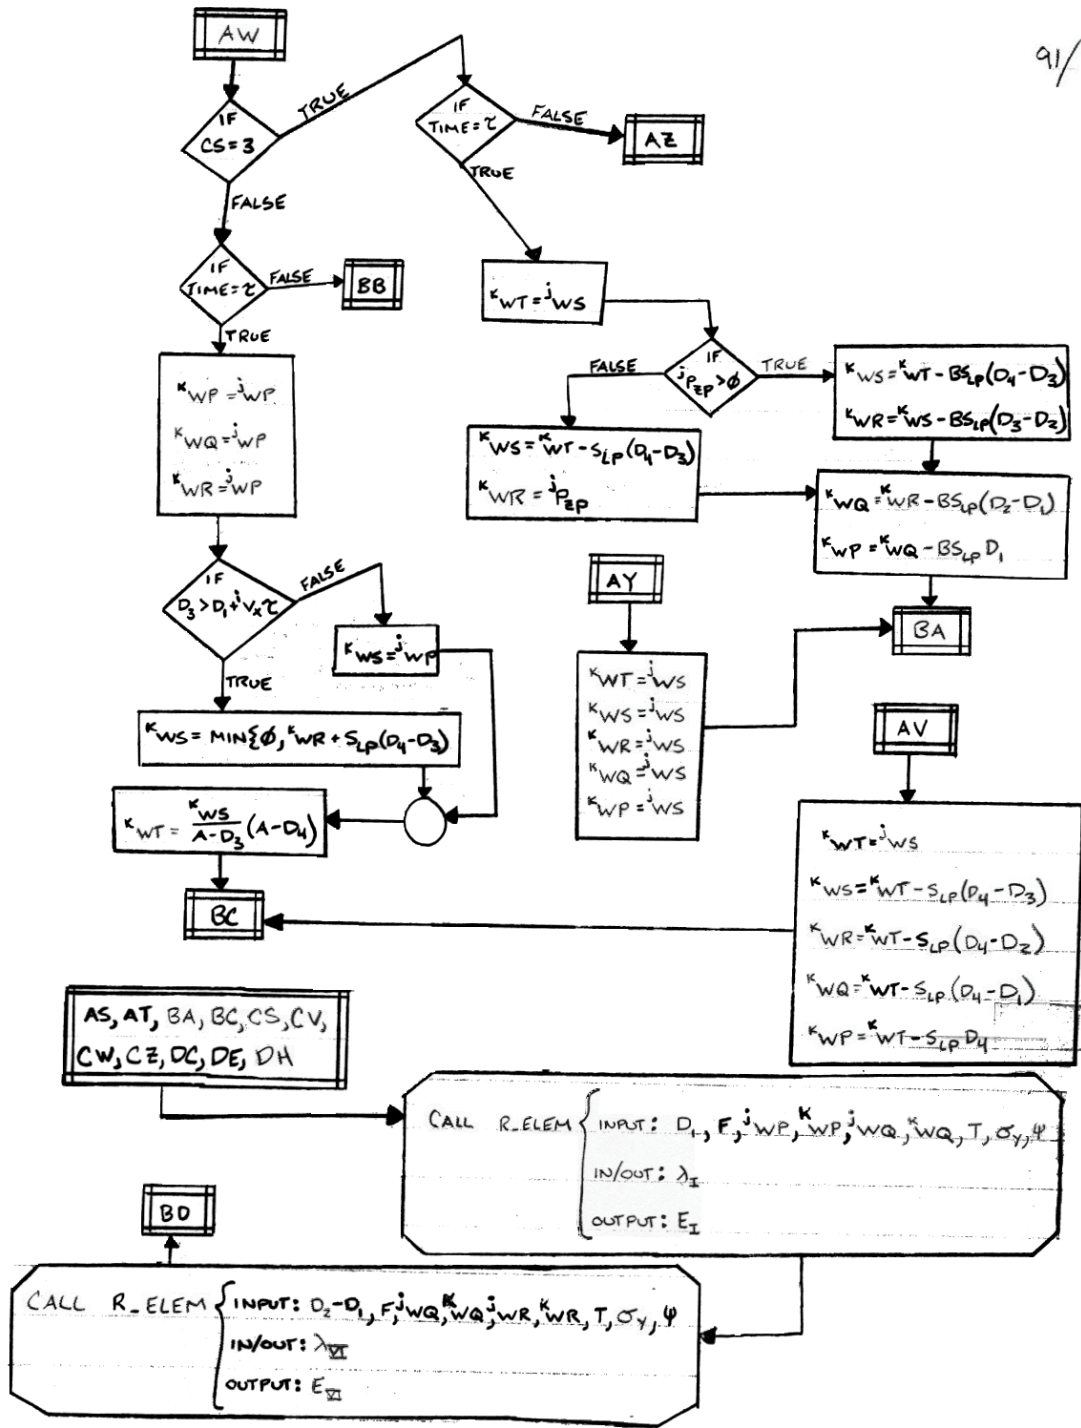 91/
AW
IF
CS=3
TRUE
FALSE
IF
TIME=τ
FALSE
AZ
TRUE
IF
TIME=τ
FALSE
BB
TRUE
ᴷWT=ʲWS
IF
ʲP_ZP>ϕ
FALSE
TRUE
ᴷWS=ᴷWT-BS_LP(D₄-D₃)
ᴷWR=ᴷWS-BS_LP(D₃-D₂)
ᴷWP=ʲWP
ᴷWQ=ʲWP
ᴷWR=ʲWP
ᴷWS=ᴷWT-S_LP(D₄-D₃)
ᴷWR=ʲP_ZP
ᴷWQ=ᴷWR-BS_LP(D₂-D₁)
ᴷWP=ᴷWQ-BS_LP D₁
IF
D₃>D₁+ʲVₓτ
FALSE
TRUE
ᴷWS=ʲWP
AY
BA
ᴷWT=ʲWS
ᴷWS=ʲWS
ᴷWR=ʲWS
ᴷWQ=ʲWS
ᴷWP=ʲWS
ᴷWS=MIN{ϕ,ᴷWR+S_LP(D₄-D₃)
ᴷWT=ᴷWS/(A-D₃) (A-D₄)
BC
AV
ᴷWT=ʲWS
ᴷWS=ᴷWT-S_LP(D₄-D₃)
ᴷWR=ᴷWT-S_LP(D₄-D₂)
ᴷWQ=ᴷWT-S_LP(D₄-D₁)
ᴷWP=ᴷWT-S_LP D₄
AS, AT, BA, BC, CS, CV,
CW, CZ, DC, DE, DH
CALL R_ELEM { INPUT: D₁, F, ʲWP, ᴷWP, ʲWQ, ᴷWQ, T, σ_Y, Ψ
IN/OUT: λ_I
OUTPUT: E_I
BD
CALL R_ELEM { INPUT: D₂-D₁, F, ʲWQ, ᴷWQ, ʲWR, ᴷWR, T, σ_Y, Ψ
IN/OUT: λ_VI
OUTPUT: E_VI